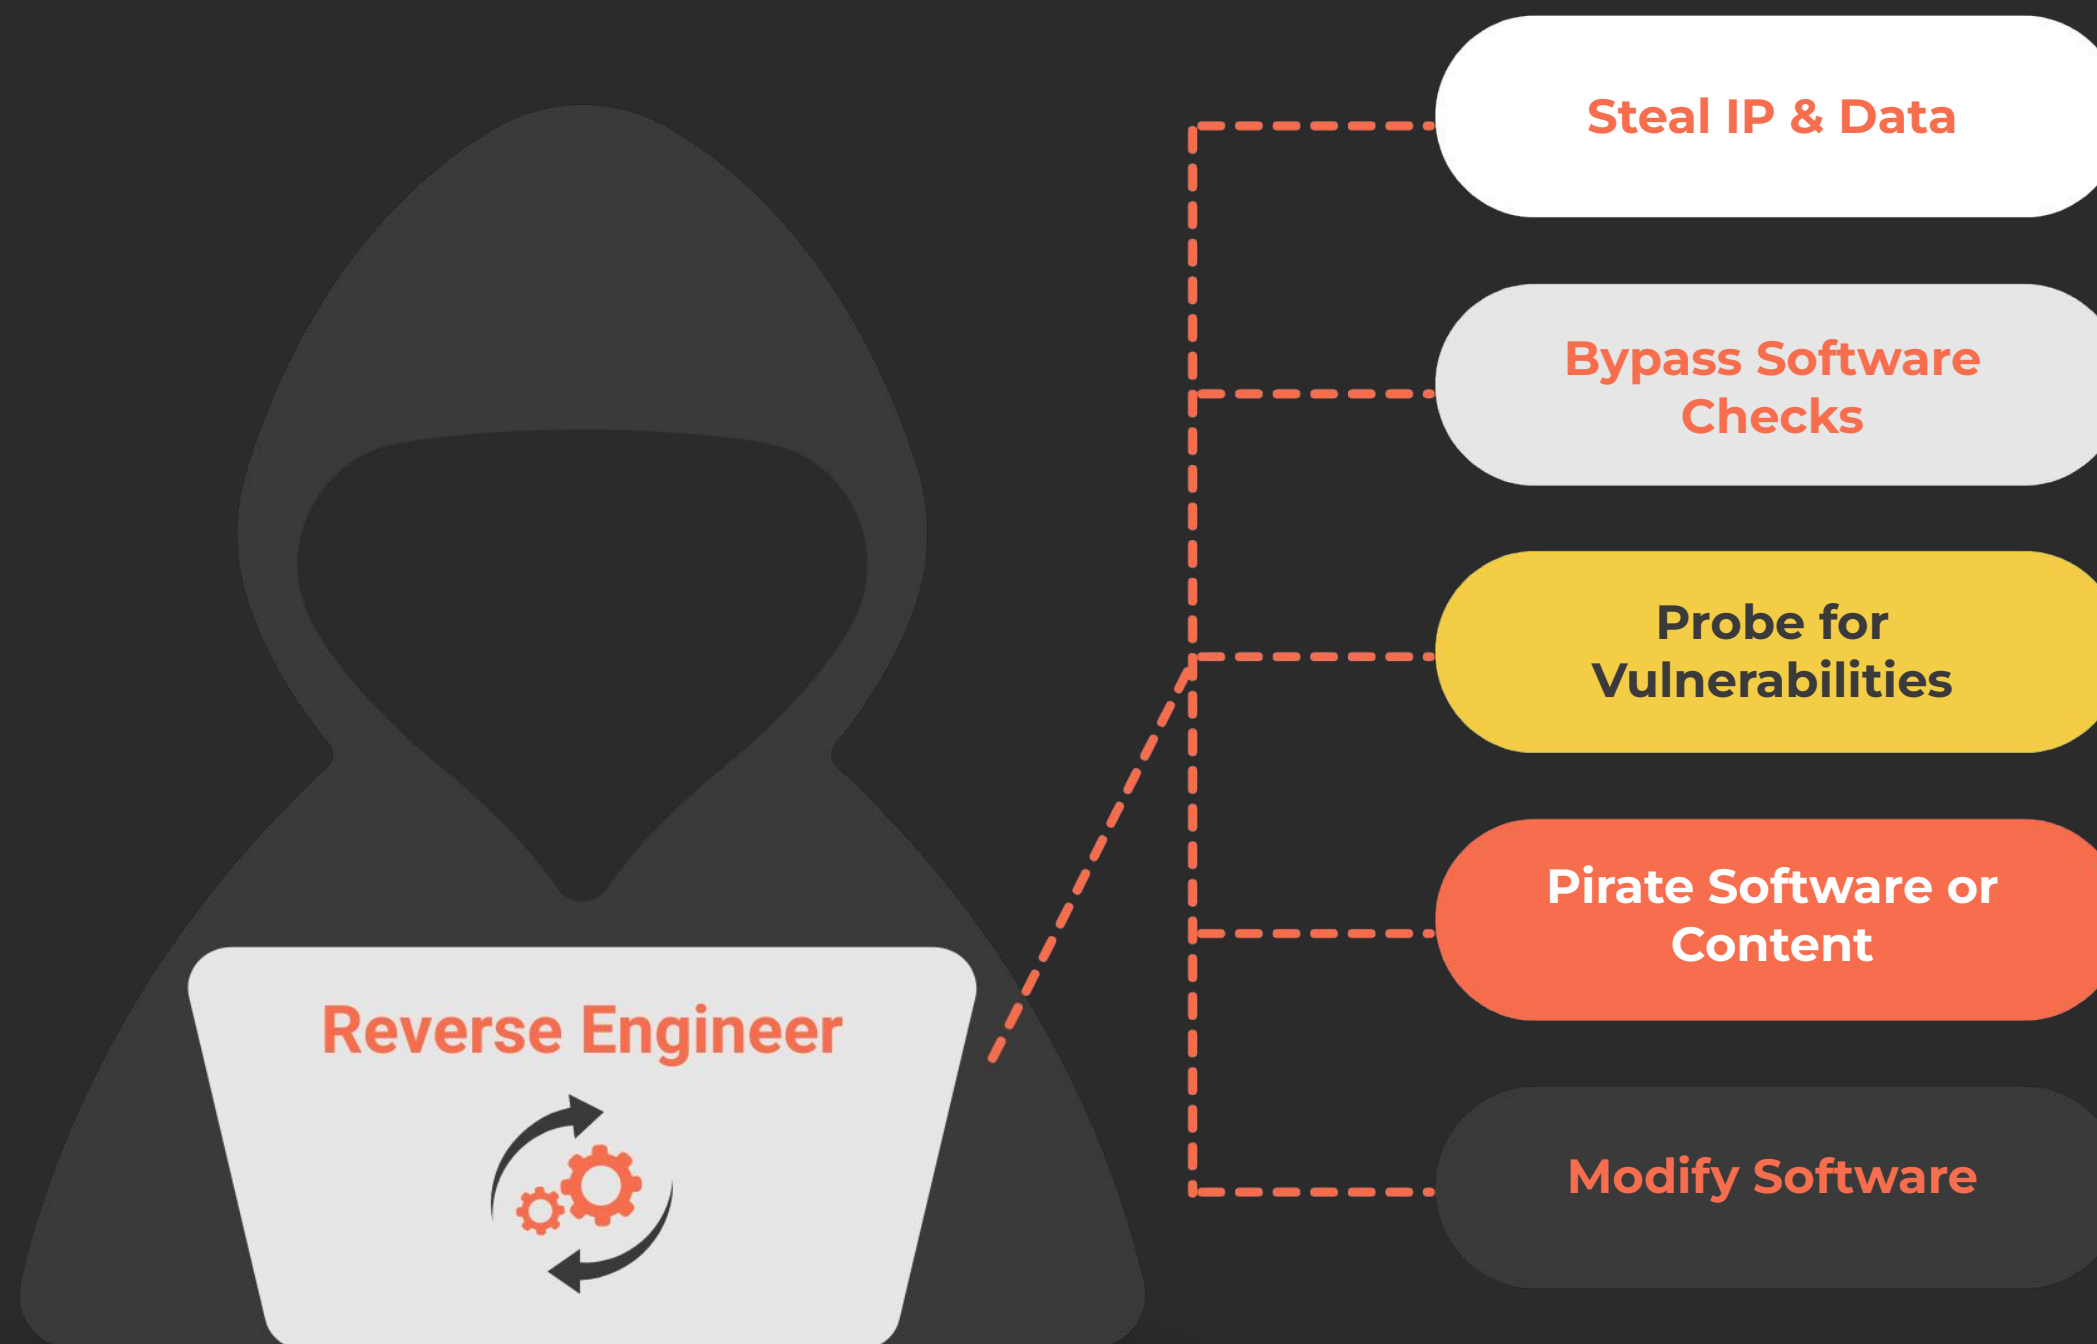 Steal IP & Data
Bypass Software
Checks
Probe for
Vulnerabilities
Pirate Software or
Content
Modify Software
Reverse Engineer